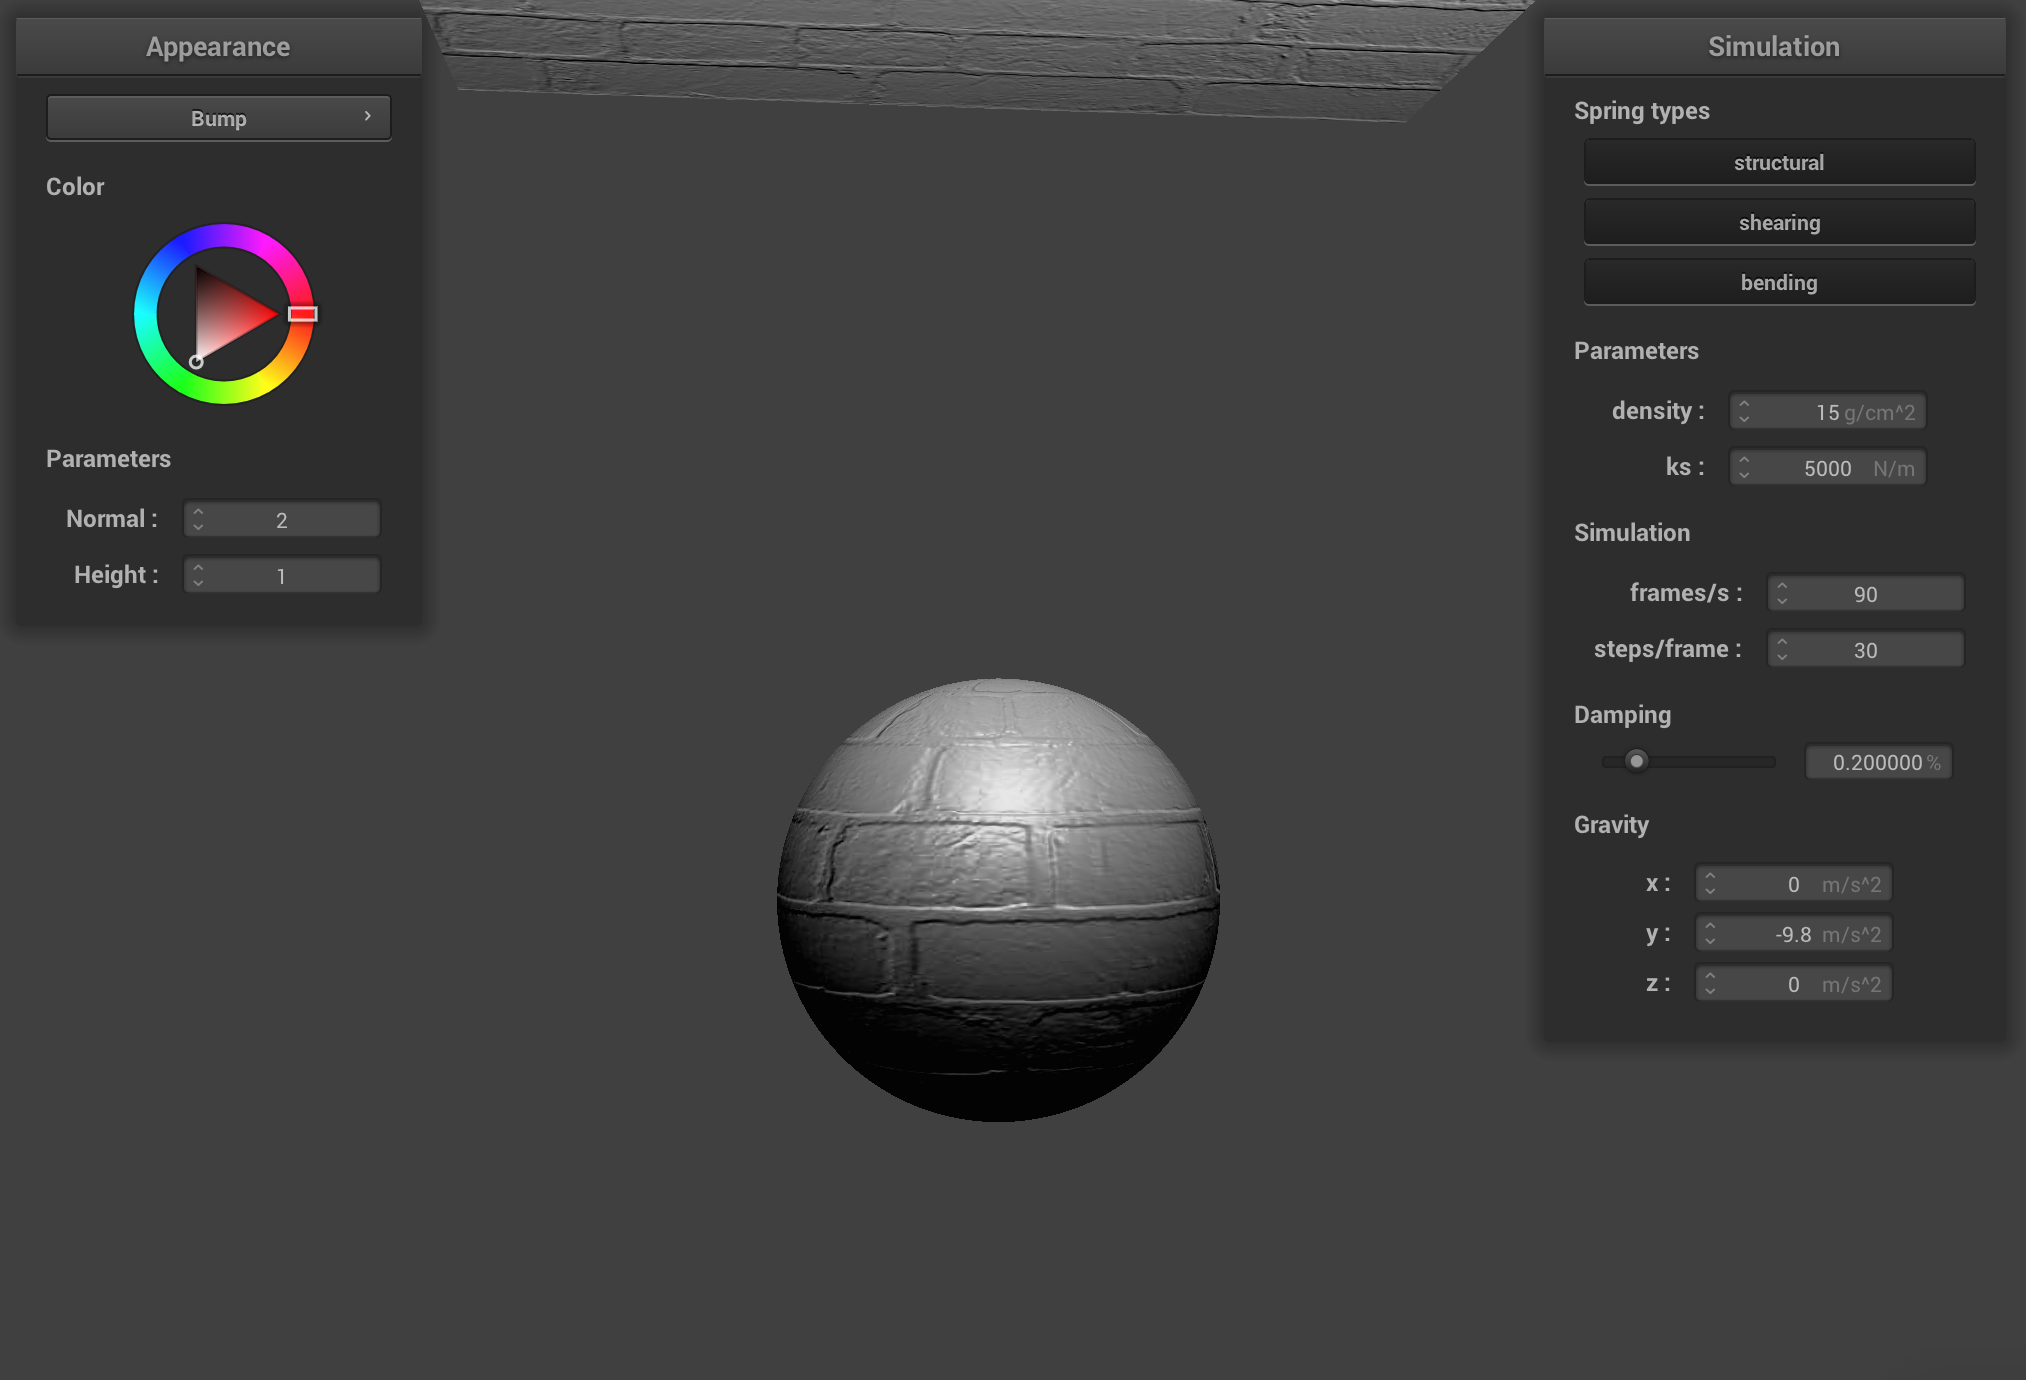 Appearance
Bump
Color
Parameters
Normal : 2
Height : 1
Simulation
Spring types
structural
shearing
bending
Parameters
density : 15 g/cm^2
ks : 5000 N/m
Simulation
frames/s : 90
steps/frame : 30
Damping
0.200000 %
Gravity
x : 0 m/s^2
y : -9.8 m/s^2
z : 0 m/s^2